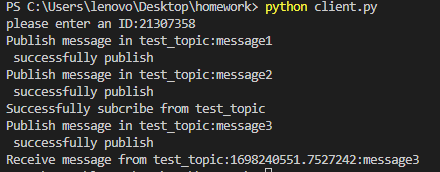 PS C:\Users\lenovo\Desktop\homework> python client.py
please enter an ID:21307358
Publish message in test_topic:message1
 successfully publish
Publish message in test_topic:message2
 successfully publish
Successfully subcribe from test_topic
Publish message in test_topic:message3
 successfully publish
Receive message from test_topic:1698240551.7527242:message3